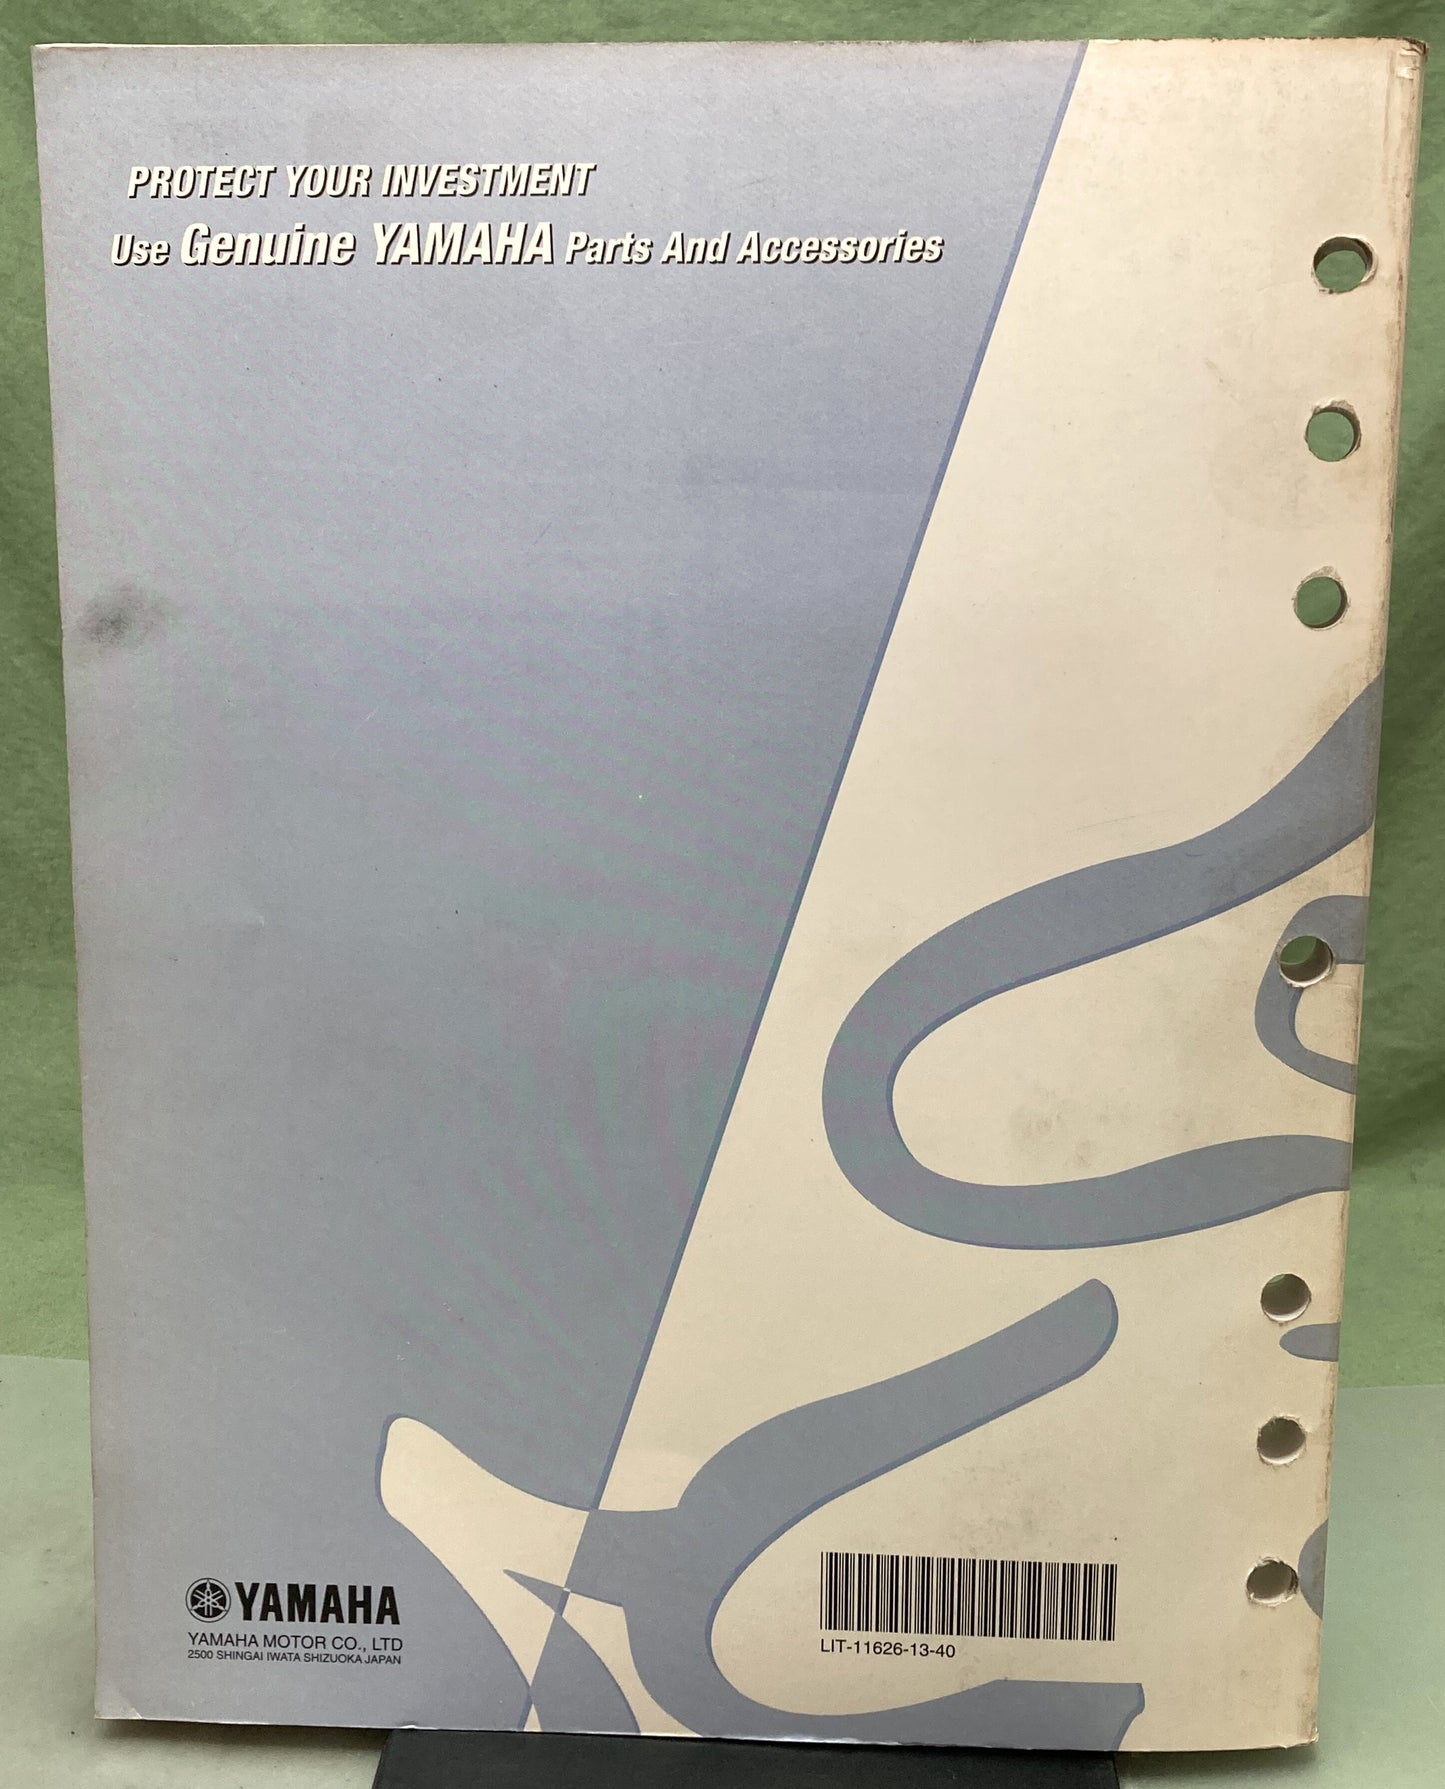 PROTECT YOUR INVESTMENT
Use Genuine YAMAHA Parts And Accessories
YAMAHA
YAMAHA MOTOR CO., LTD
2500 SHINGAI IWATA SHIZUOKA JAPAN
LIT-11626-13-40